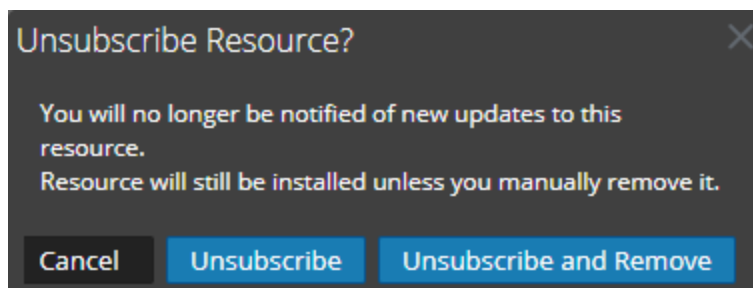 Unsubscribe Resource?
You will no longer be notified of new updates to this
resource.
Resource will still be installed unless you manually remove it.
Cancel
Unsubscribe
Unsubscribe and Remove